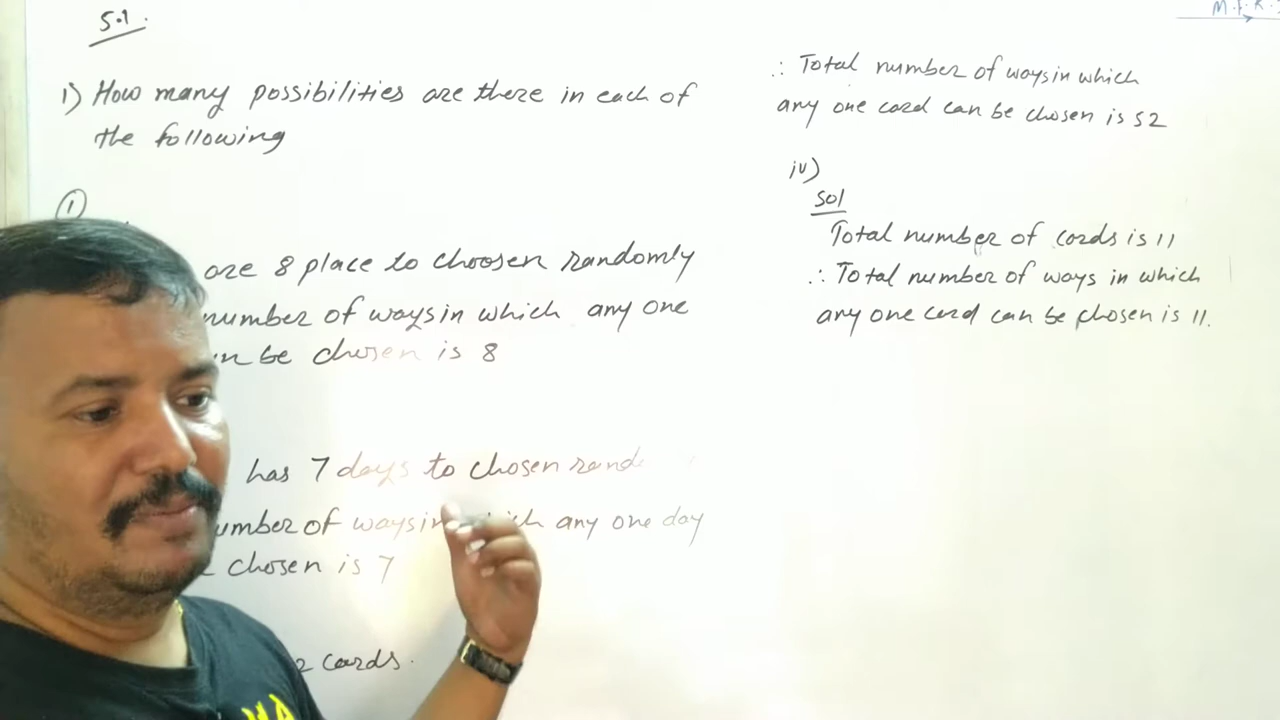 5.1.
1) How many possibilities are there in each of
the following
①
are 8 place to choosen randomly
number of ways in which any one
be chosen is 8
has 7 days to chosen rand
number of ways in which any one day
chosen is 7
cards.
M.F.R.
∴ Total number of ways in which
any one card can be chosen is 52
iv)
sol
Total number of cards is 11
∴ Total number of ways in which
any one card can be chosen is 11.